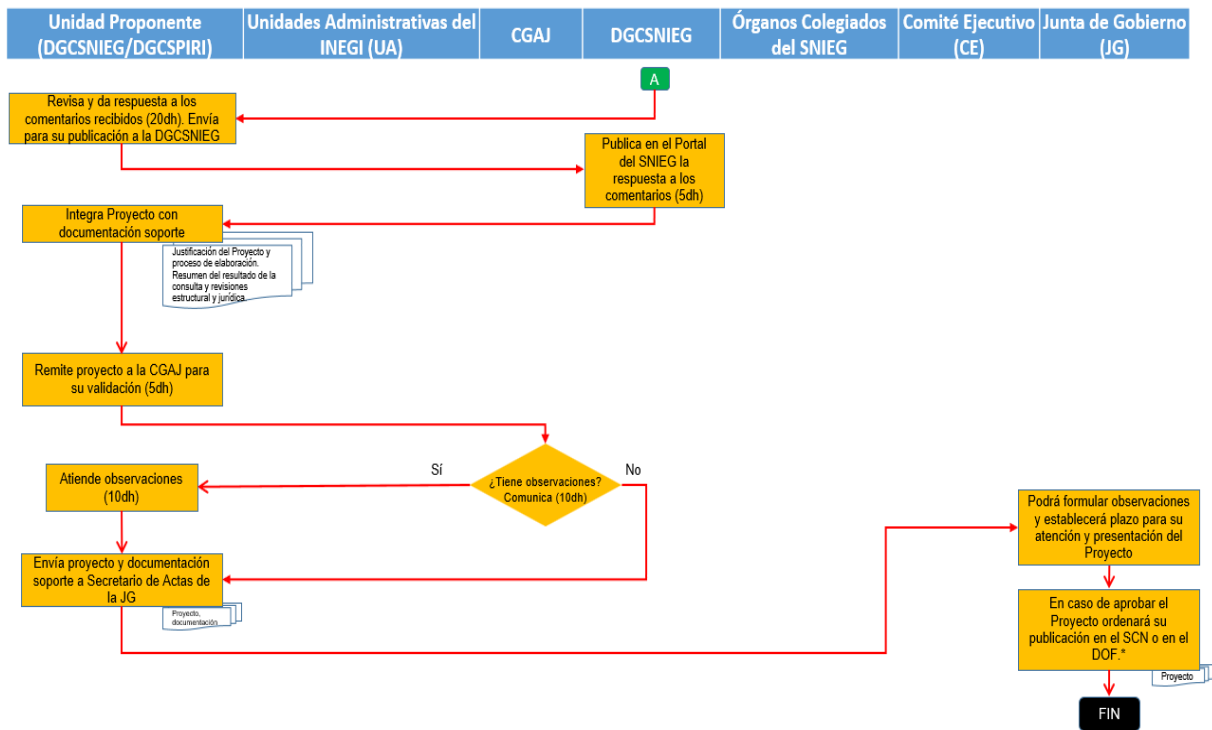 Unidad Proponente
(DGCSNIEG/DGCSPIRI)
Unidades Administrativas del
INEGI (UA)
CGAJ
DGCSNIEG
Órganos Colegiados
del SNIEG
Comité Ejecutivo
(CE)
Junta de Gobierno
(JG)
A
Revisa y da respuesta a los
comentarios recibidos (20dh). Envía
para su publicación a la DGCSNIEG
Publica en el Portal
del SNIEG la
respuesta a los
comentarios (5dh)
Integra Proyecto con
documentación soporte
Justificación del Proyecto y
proceso de elaboración.
Resumen del resultado de la
consulta y revisiones
estructural y jurídica.
Remite proyecto a la CGAJ para
su validación (5dh)
Sí
¿Tiene observaciones?
Comunica (10dh)
No
Atiende observaciones
(10dh)
Podrá formular observaciones
y establecerá plazo para su
atención y presentación del
Proyecto
Envía proyecto y documentación
soporte a Secretario de Actas de
la JG
Proyecto,
documentación
En caso de aprobar el
Proyecto ordenará su
publicación en el SCN o en el
DOF.*
Proyecto
FIN